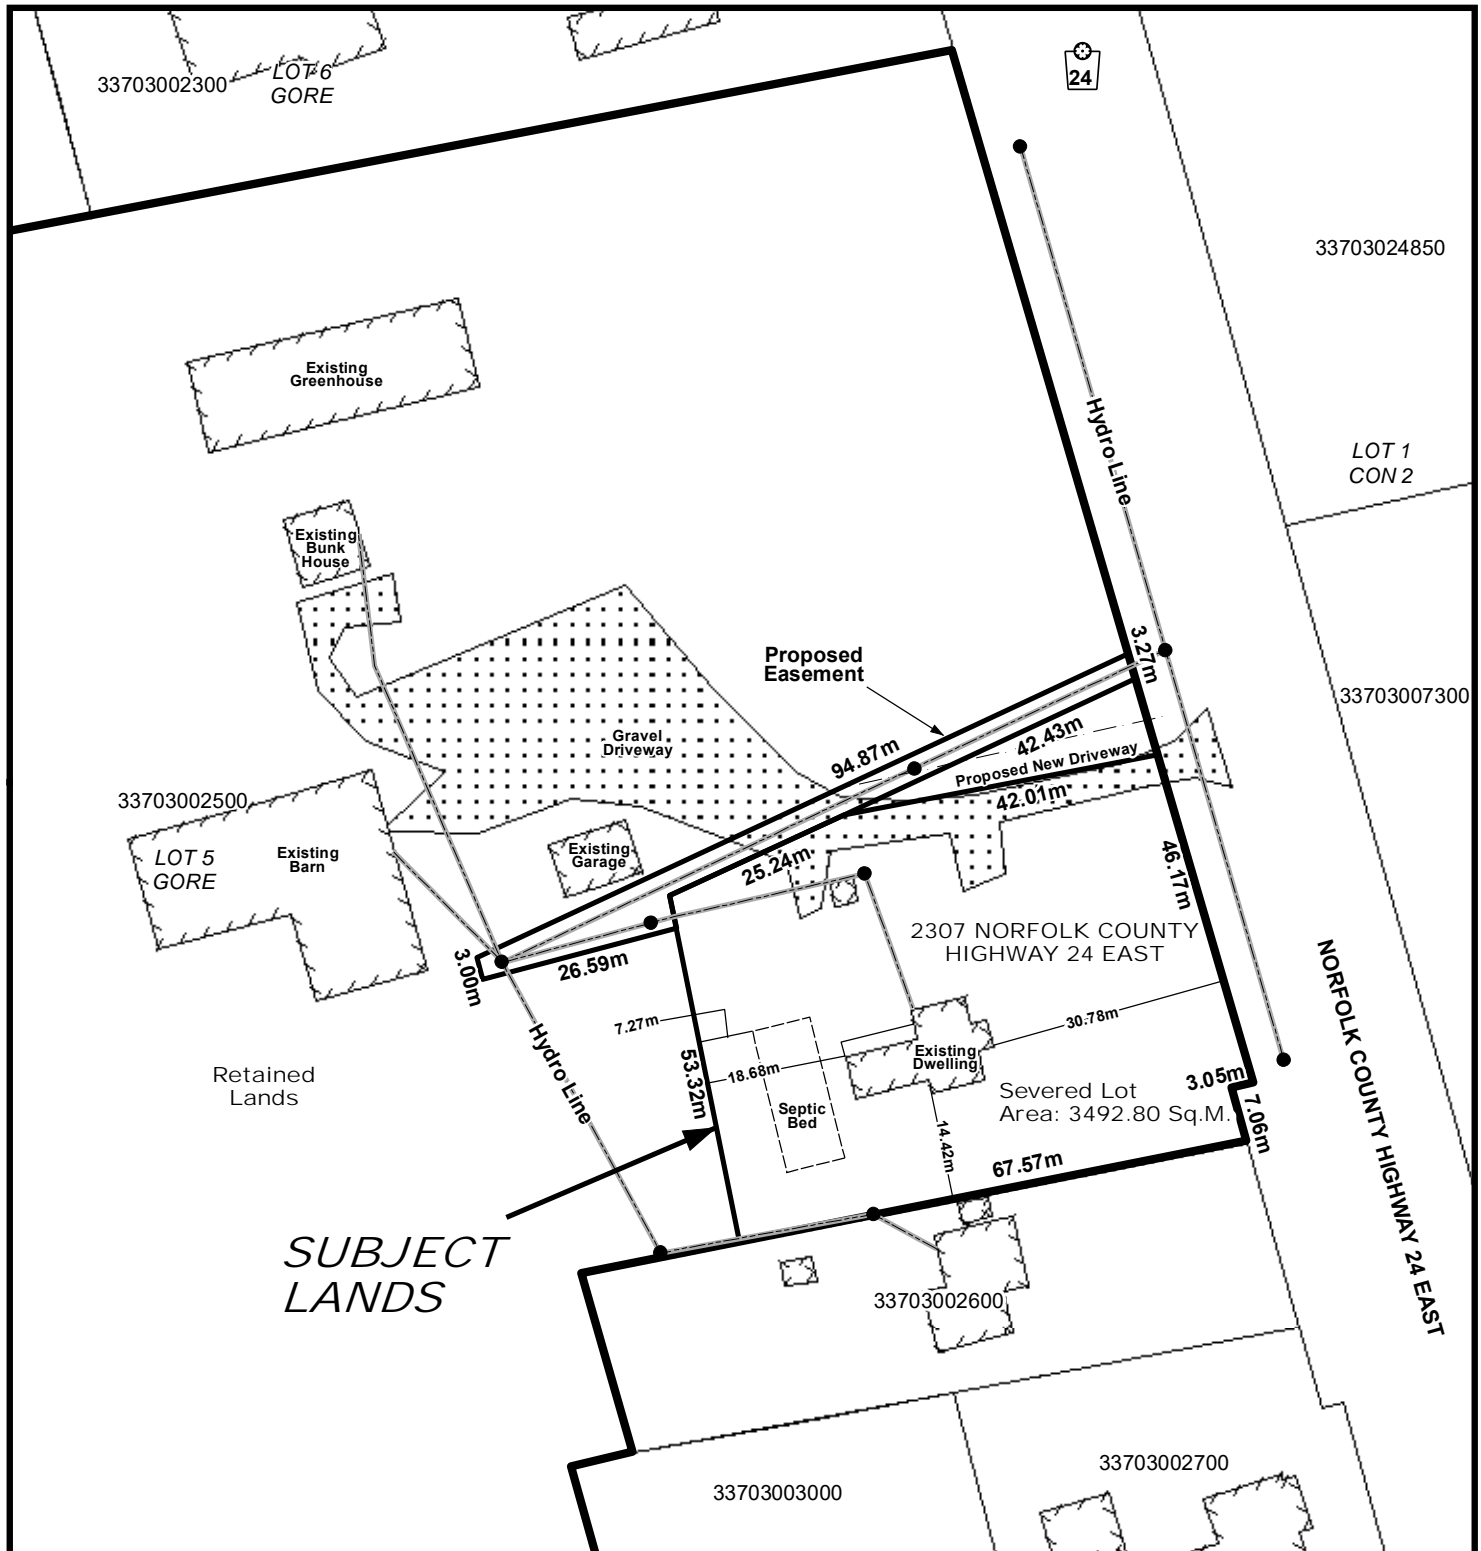 33703002300
LOT 6
GORE
24
33703024850
Existing
Greenhouse
Hydro Line
LOT 1
CON 2
Existing
Bunk
House
Proposed
Easement
3.27m
33703007300
Gravel
Driveway
94.87m
42.43m
Proposed New Driveway
42.01m
33703002500
LOT 5
GORE
Existing
Barn
Existing
Garage
25.24m
46.17m
2307 NORFOLK COUNTY
HIGHWAY 24 EAST
3.00m
26.59m
7.27m
30.78m
Hydro Line
53.32m
18.68m
Existing
Dwelling
Septic
Bed
Retained
Lands
3.05m
Severed Lot
Area: 3492.80 Sq.M.
7.06m
14.42m
67.57m
NORFOLK COUNTY HIGHWAY 24 EAST
SUBJECT
LANDS
33703002600
33703002700
33703003000